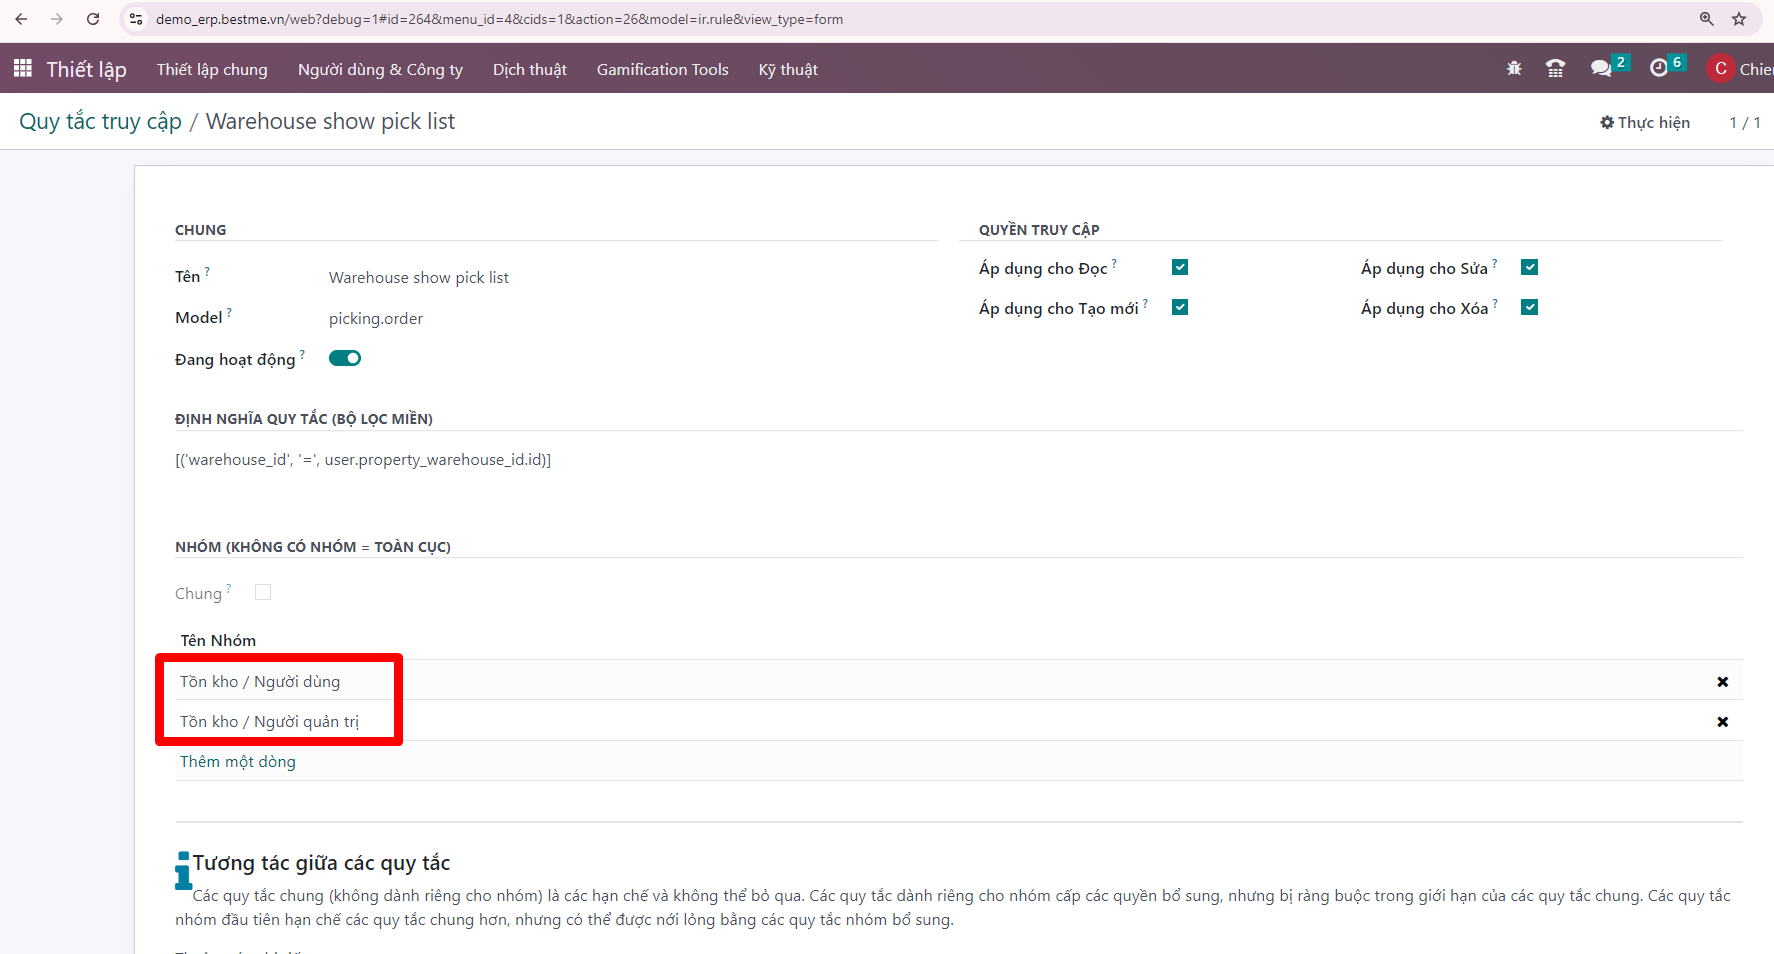 demo_erp.bestme.vn/web?debug=1#id=264&menu_id=4&cids=1&action=26&model=ir.rule&view_type=form
Thiết lập Thiết lập chung Người dùng & Công ty Dịch thuật Gamification Tools Kỹ thuật 2 6 C Chien
Quy tắc truy cập / Warehouse show pick list Thực hiện 1 / 1
CHUNG QUYỀN TRUY CẬP
Tên ? Warehouse show pick list Áp dụng cho Đọc ? Áp dụng cho Sửa ?
Model ? picking.order Áp dụng cho Tạo mới ? Áp dụng cho Xóa ?
Đang hoạt động ?
ĐỊNH NGHĨA QUY TẮC (BỘ LỌC MIỀN)
[('warehouse_id', '=', user.property_warehouse_id.id)]
NHÓM (KHÔNG CÓ NHÓM = TOÀN CỤC)
Chung ?
Tên Nhóm
Tồn kho / Người dùng
Tồn kho / Người quản trị
Thêm một dòng
Tương tác giữa các quy tắc
Các quy tắc chung (không dành riêng cho nhóm) là các hạn chế và không thể bỏ qua. Các quy tắc dành riêng cho nhóm cấp các quyền bổ sung, nhưng bị ràng buộc trong giới hạn của các quy tắc chung. Các quy tắc
nhóm đầu tiên hạn chế các quy tắc chung hơn, nhưng có thể được nới lỏng bằng các quy tắc nhóm bổ sung.